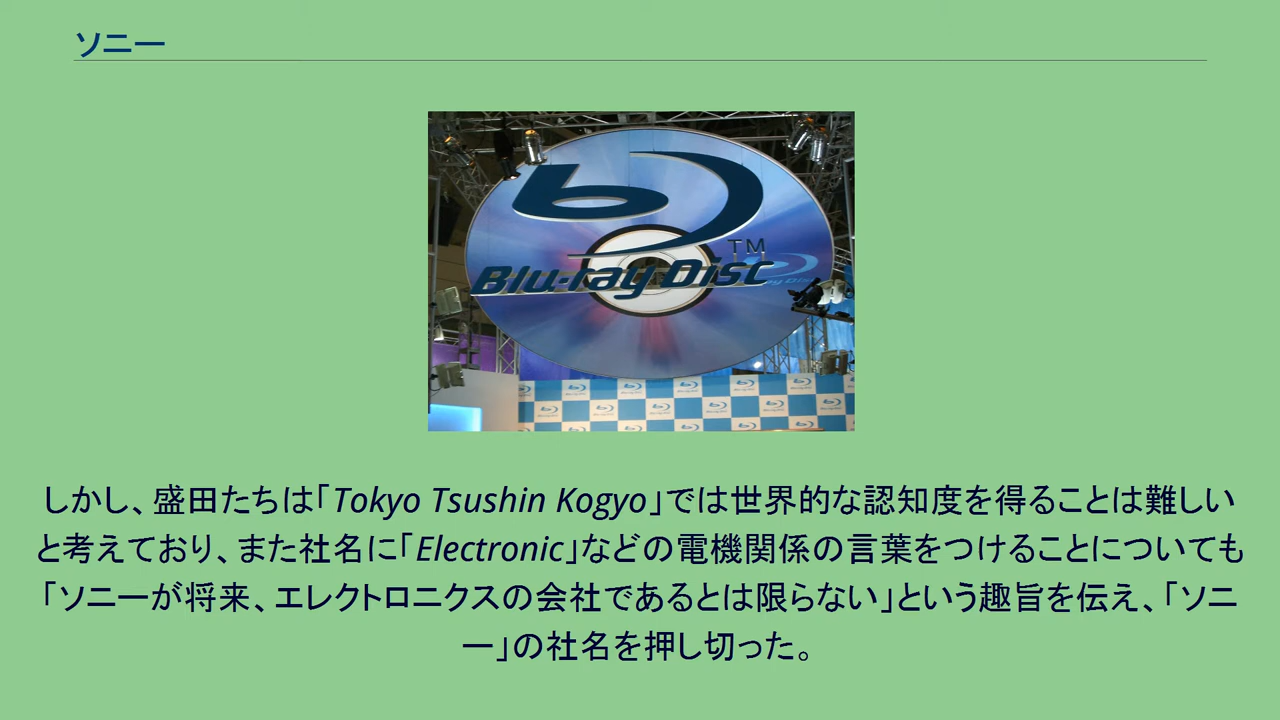 ソニー
b
TM
Blu-ray Disc
しかし、盛田たちは「Tokyo Tsushin Kogyo」では世界的な認知度を得ることは難しい
と考えており、また社名に「Electronic」などの電機関係の言葉をつけることについても
「ソニーが将来、エレクトロニクスの会社であるとは限らない」という趣旨を伝え、「ソニ
ー」の社名を押し切った。